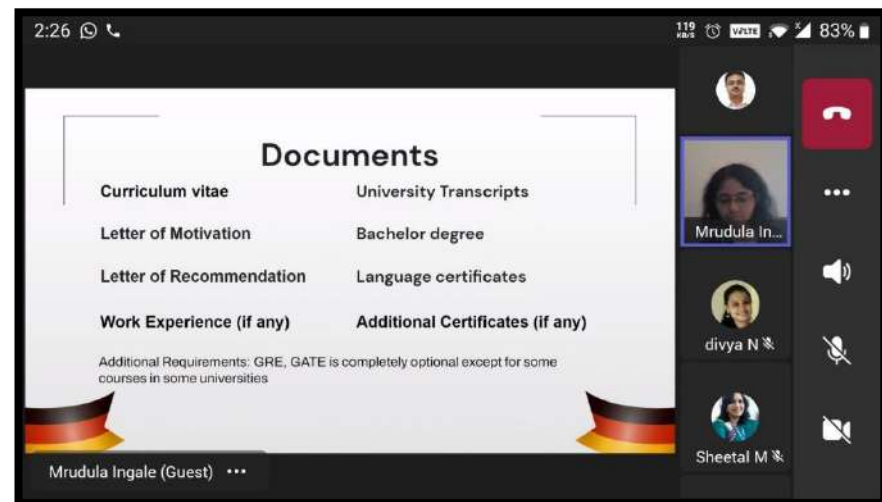 2:26
119
KB/S
VoLTE
83%
Documents
Curriculum vitae
University Transcripts
Letter of Motivation
Bachelor degree
Letter of Recommendation
Language certificates
Work Experience (if any)
Additional Certificates (if any)
Additional Requirements: GRE, GATE is completely optional except for some
courses in some universities
Mrudula In...
divya N
Sheetal M
Mrudula Ingale (Guest)